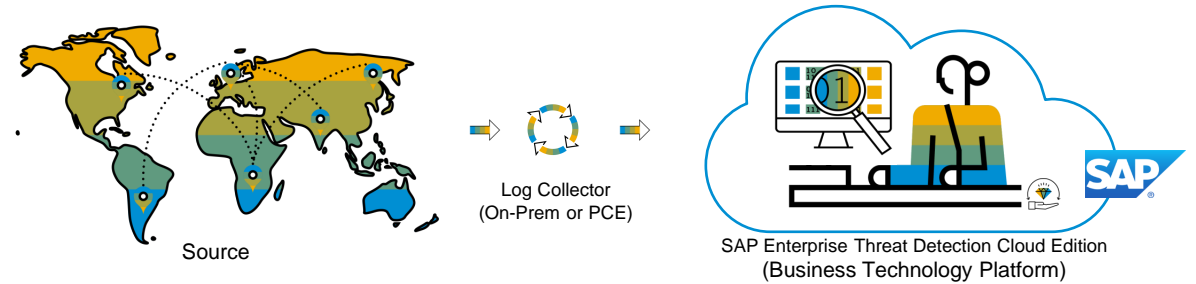 Source
Log Collector
(On-Prem or PCE)
SAP
®
SAP Enterprise Threat Detection Cloud Edition
(Business Technology Platform)